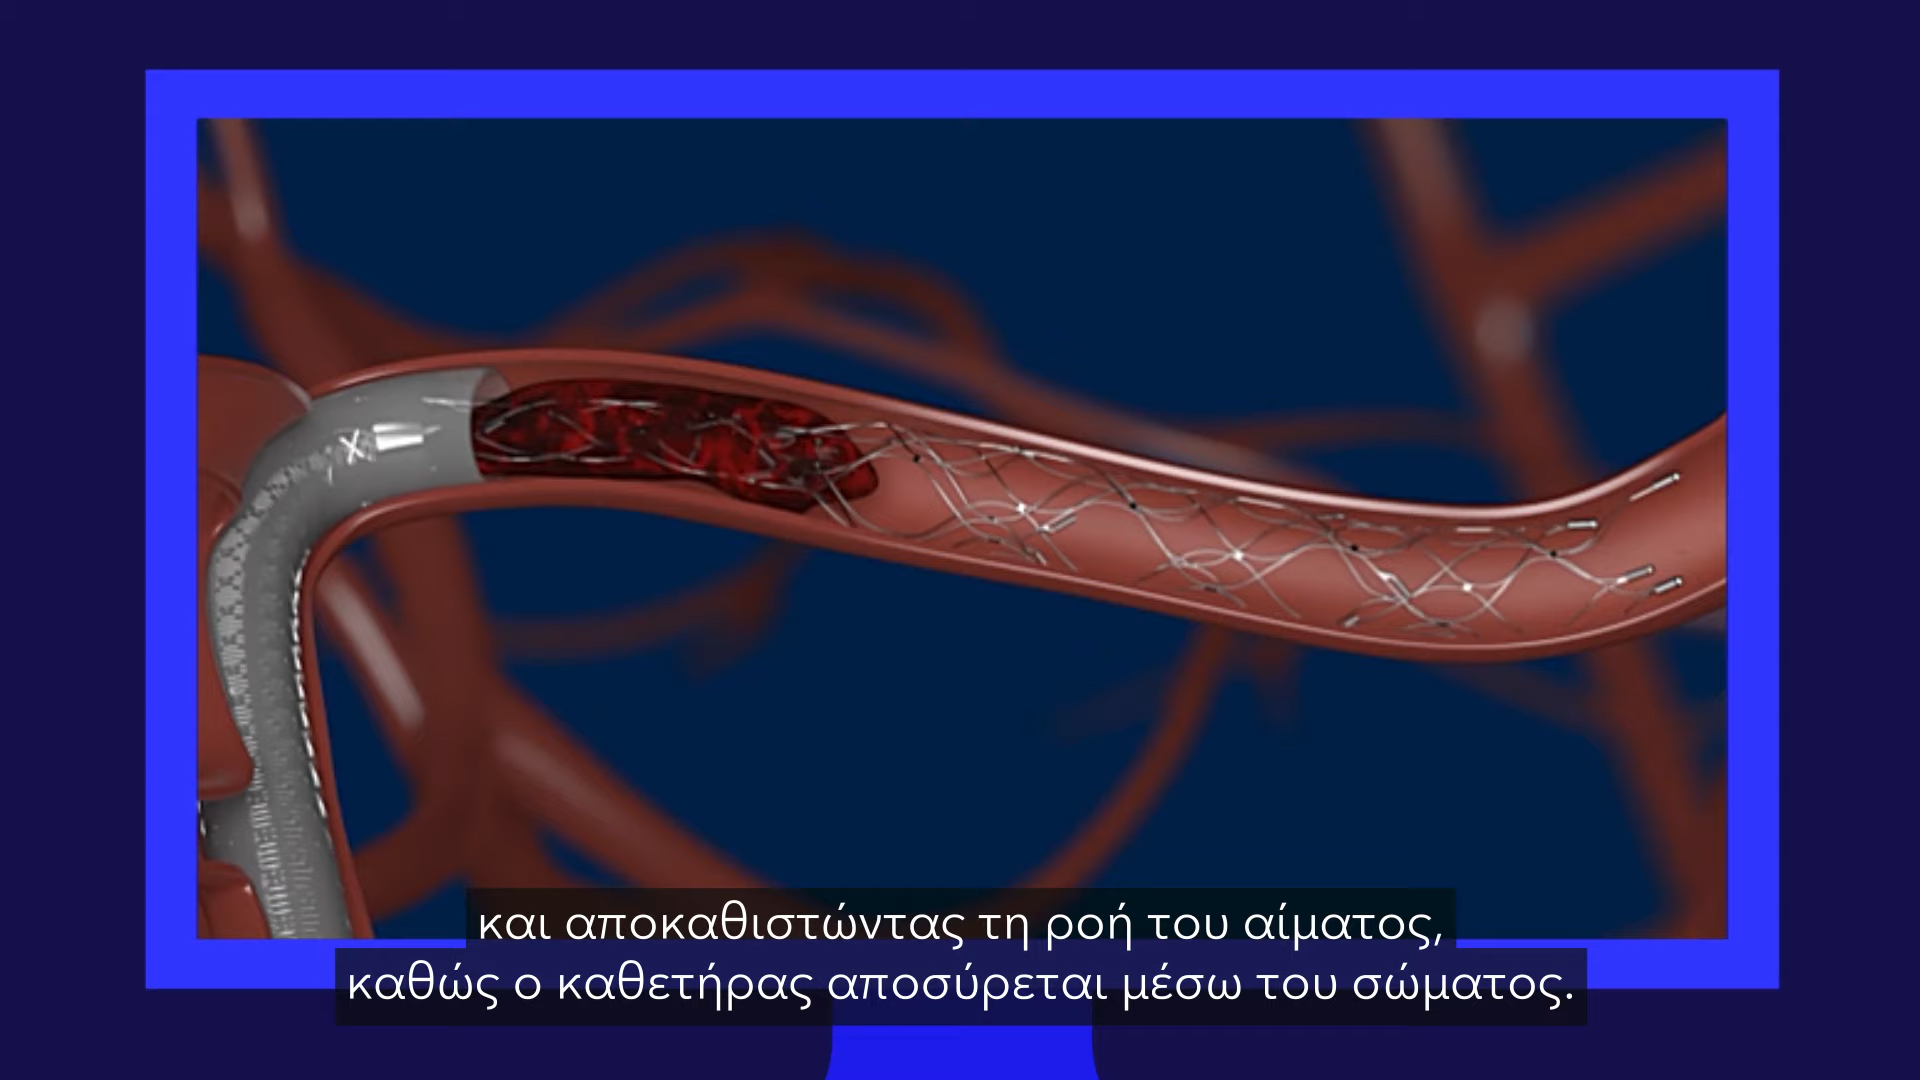 και αποκαθιστώντας τη ροή του αίματος,
καθώς ο καθετήρας αποσύρεται μέσω του σώματος.